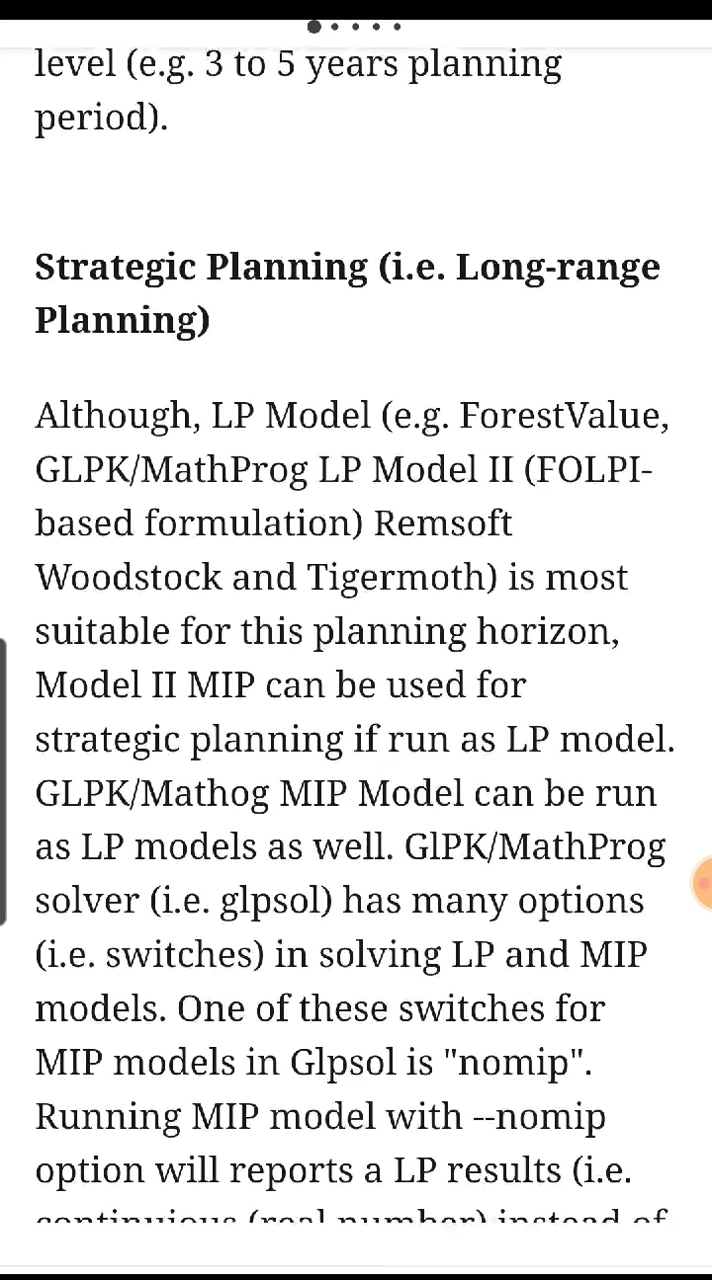 level (e.g. 3 to 5 years planning
period).
Strategic Planning (i.e. Long-range
Planning)
Although, LP Model (e.g. ForestValue,
GLPK/MathProg LP Model II (FOLPI-
based formulation) Remsoft
Woodstock and Tigermoth) is most
suitable for this planning horizon,
Model II MIP can be used for
strategic planning if run as LP model.
GLPK/Mathog MIP Model can be run
as LP models as well. GlPK/MathProg
solver (i.e. glpsol) has many options
(i.e. switches) in solving LP and MIP
models. One of these switches for
MIP models in Glpsol is "nomip".
Running MIP model with --nomip
option will reports a LP results (i.e.
(real number) instead of